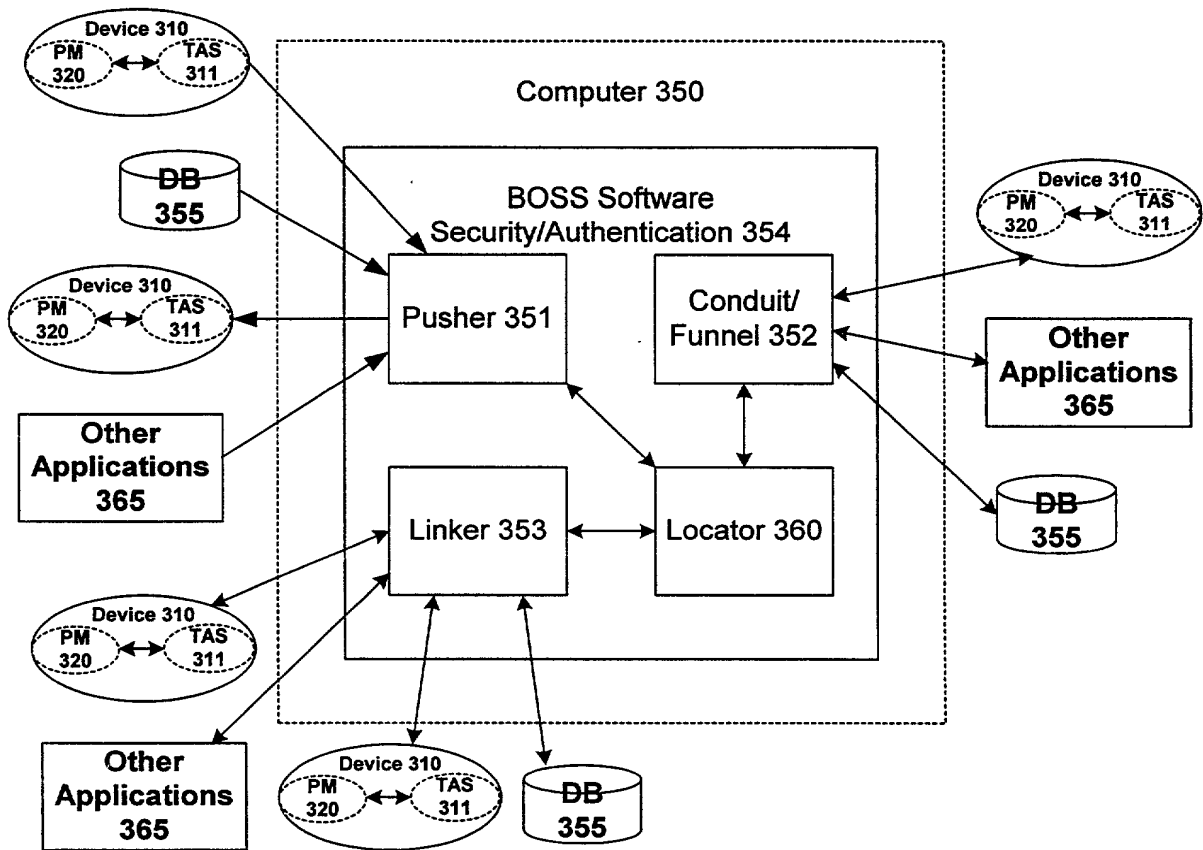 Device 310
PM
320
TAS
311
Computer 350
DB
355
BOSS Software
Security/Authentication 354
Device 310
PM
320
TAS
311
Device 310
PM
320
TAS
311
Pusher 351
Conduit/
Funnel 352
Other
Applications
365
Other
Applications
365
Linker 353
Locator 360
DB
355
Device 310
PM
320
TAS
311
Other
Applications
365
Device 310
PM
320
TAS
311
DB
355